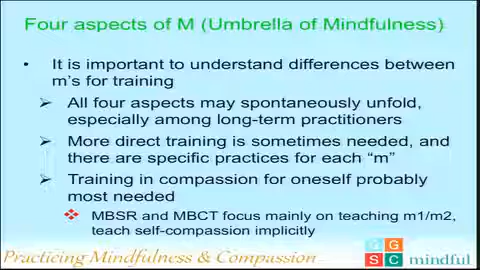 Four aspects of M (Umbrella of Mindfulness)
• It is important to understand differences between
m's for training
➢ All four aspects may spontaneously unfold,
especially among long-term practitioners
➢ More direct training is sometimes needed, and
there are specific practices for each "m"
➢ Training in compassion for oneself probably
most needed
❖ MBSR and MBCT focus mainly on teaching m1/m2,
teach self-compassion implicitly
Practicing Mindfulness & Compassion
G G
S C mindful